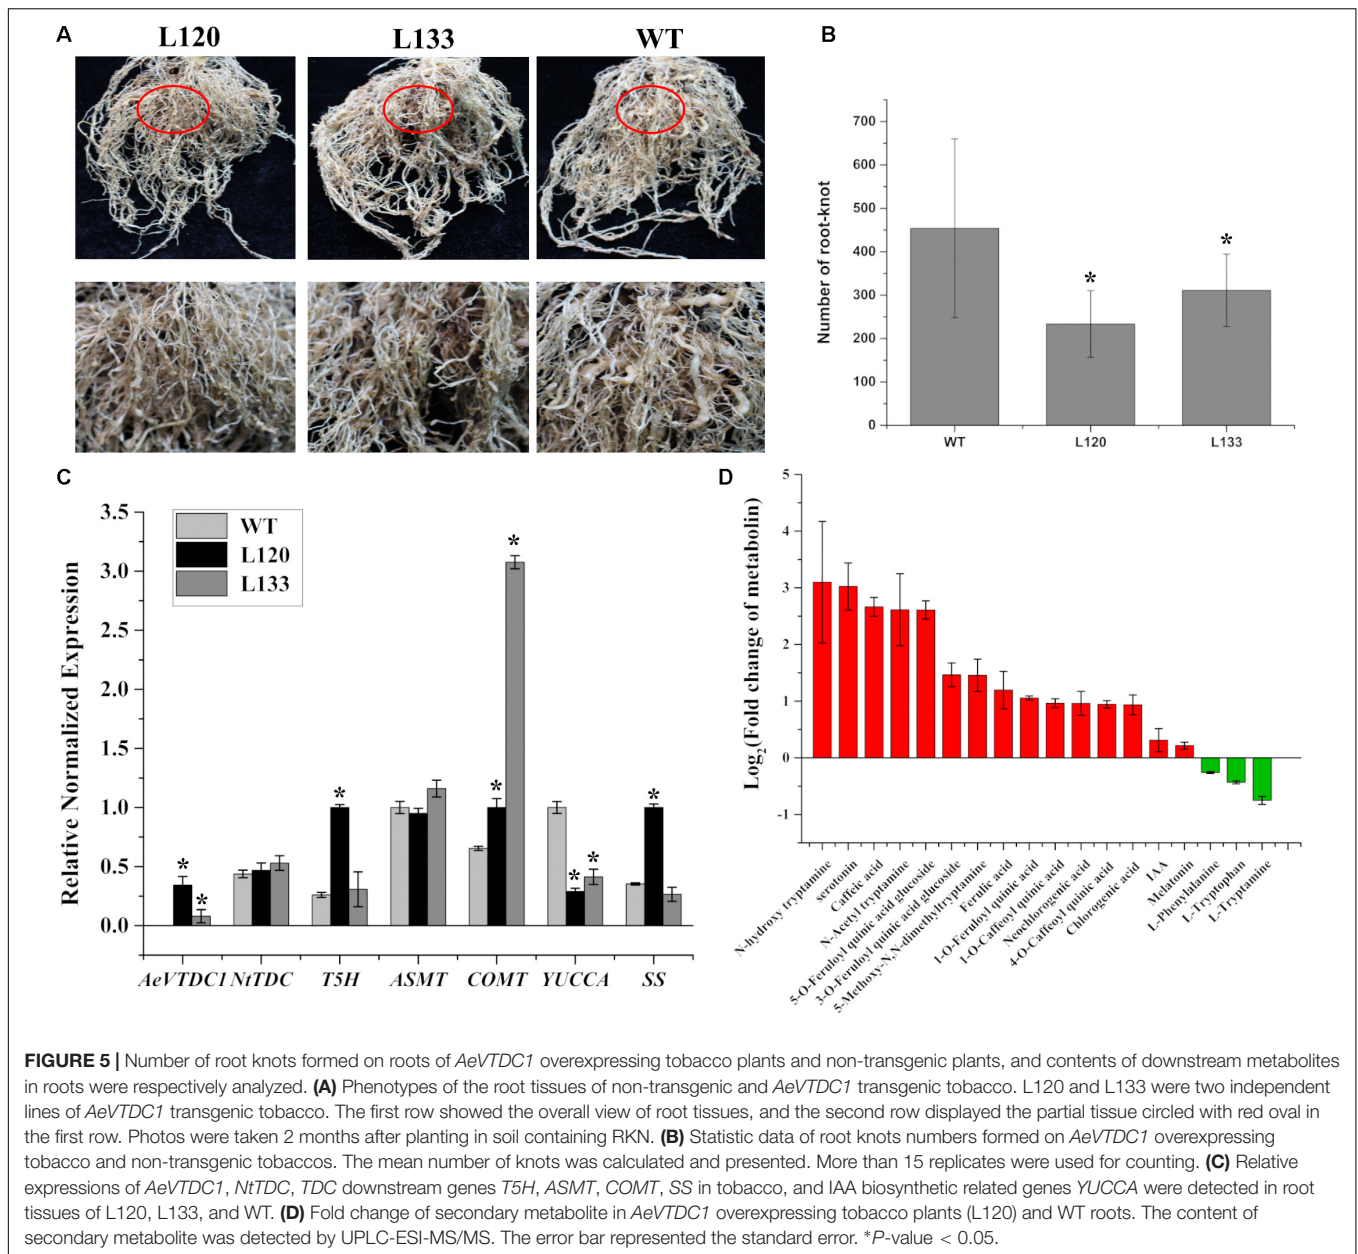 A
L120
L133
WT
B
Number of root-knot
700
600
500
400
300
200
100
0
WT
L120
L133
*
*
C
Relative Normalized Expression
3.5
3.0
2.5
2.0
1.5
1.0
0.5
0.0
WT
L120
L133
*
*
*
*
*
*
*
*
AeVTDC1 NtTDC T5H ASMT COMT YUCCA SS
D
Log2(Fold change of metabolin)
5
4
3
2
1
0
-1
N-hydroxy tryptamine
serotonin
Caffeic acid
N-Acetyl tryptamine
5-O-Feruloyl quinic acid glucoside
3-O-Feruloyl quinic acid glucoside
5-Methoxy-N,N-dimethyltryptamine
Ferulic acid
1-O-Feruloyl quinic acid
1-O-Caffeoyl quinic acid
Neochlorogenic acid
4-O-Caffeoyl quinic acid
Chlorogenic acid
IAA
Melatonin
L-Phenylalanine
L-Tryptophan
L-Tryptamine
FIGURE 5 | Number of root knots formed on roots of AeVTDC1 overexpressing tobacco plants and non-transgenic plants, and contents of downstream metabolites
in roots were respectively analyzed. (A) Phenotypes of the root tissues of non-transgenic and AeVTDC1 transgenic tobacco. L120 and L133 were two independent
lines of AeVTDC1 transgenic tobacco. The first row showed the overall view of root tissues, and the second row displayed the partial tissue circled with red oval in
the first row. Photos were taken 2 months after planting in soil containing RKN. (B) Statistic data of root knots numbers formed on AeVTDC1 overexpressing
tobacco and non-transgenic tobaccos. The mean number of knots was calculated and presented. More than 15 replicates were used for counting. (C) Relative
expressions of AeVTDC1, NtTDC, TDC downstream genes T5H, ASMT, COMT, SS in tobacco, and IAA biosynthetic related genes YUCCA were detected in root
tissues of L120, L133, and WT. (D) Fold change of secondary metabolite in AeVTDC1 overexpressing tobacco plants (L120) and WT roots. The content of
secondary metabolite was detected by UPLC-ESI-MS/MS. The error bar represented the standard error. *P-value < 0.05.